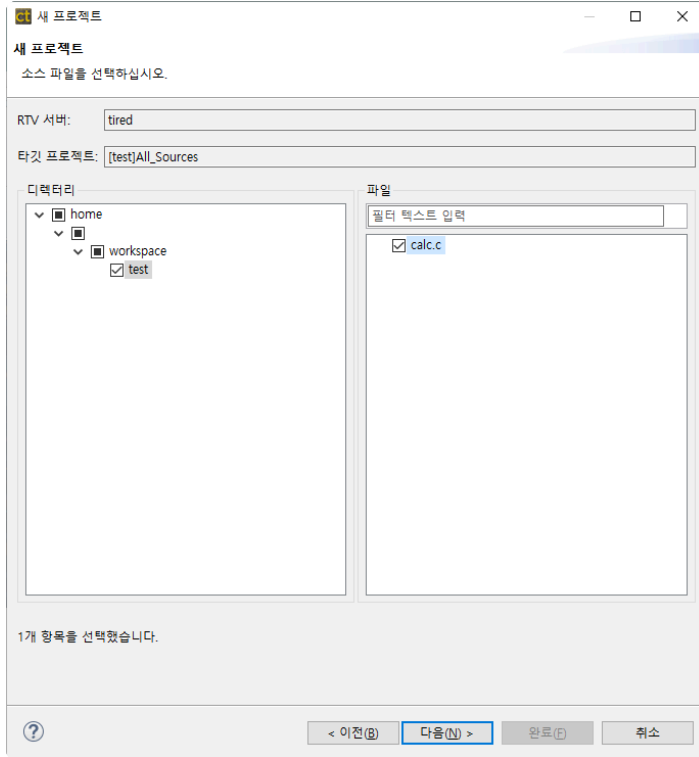 ct 새 프로젝트
새 프로젝트
소스 파일을 선택하십시오.
RTV 서버: tired
타깃 프로젝트: [test]All_Sources
디렉터리
home
workspace
test
파일
필터 텍스트 입력
calc.c
1개 항목을 선택했습니다.
?
< 이전(B) 다음(N) > 완료(F) 취소